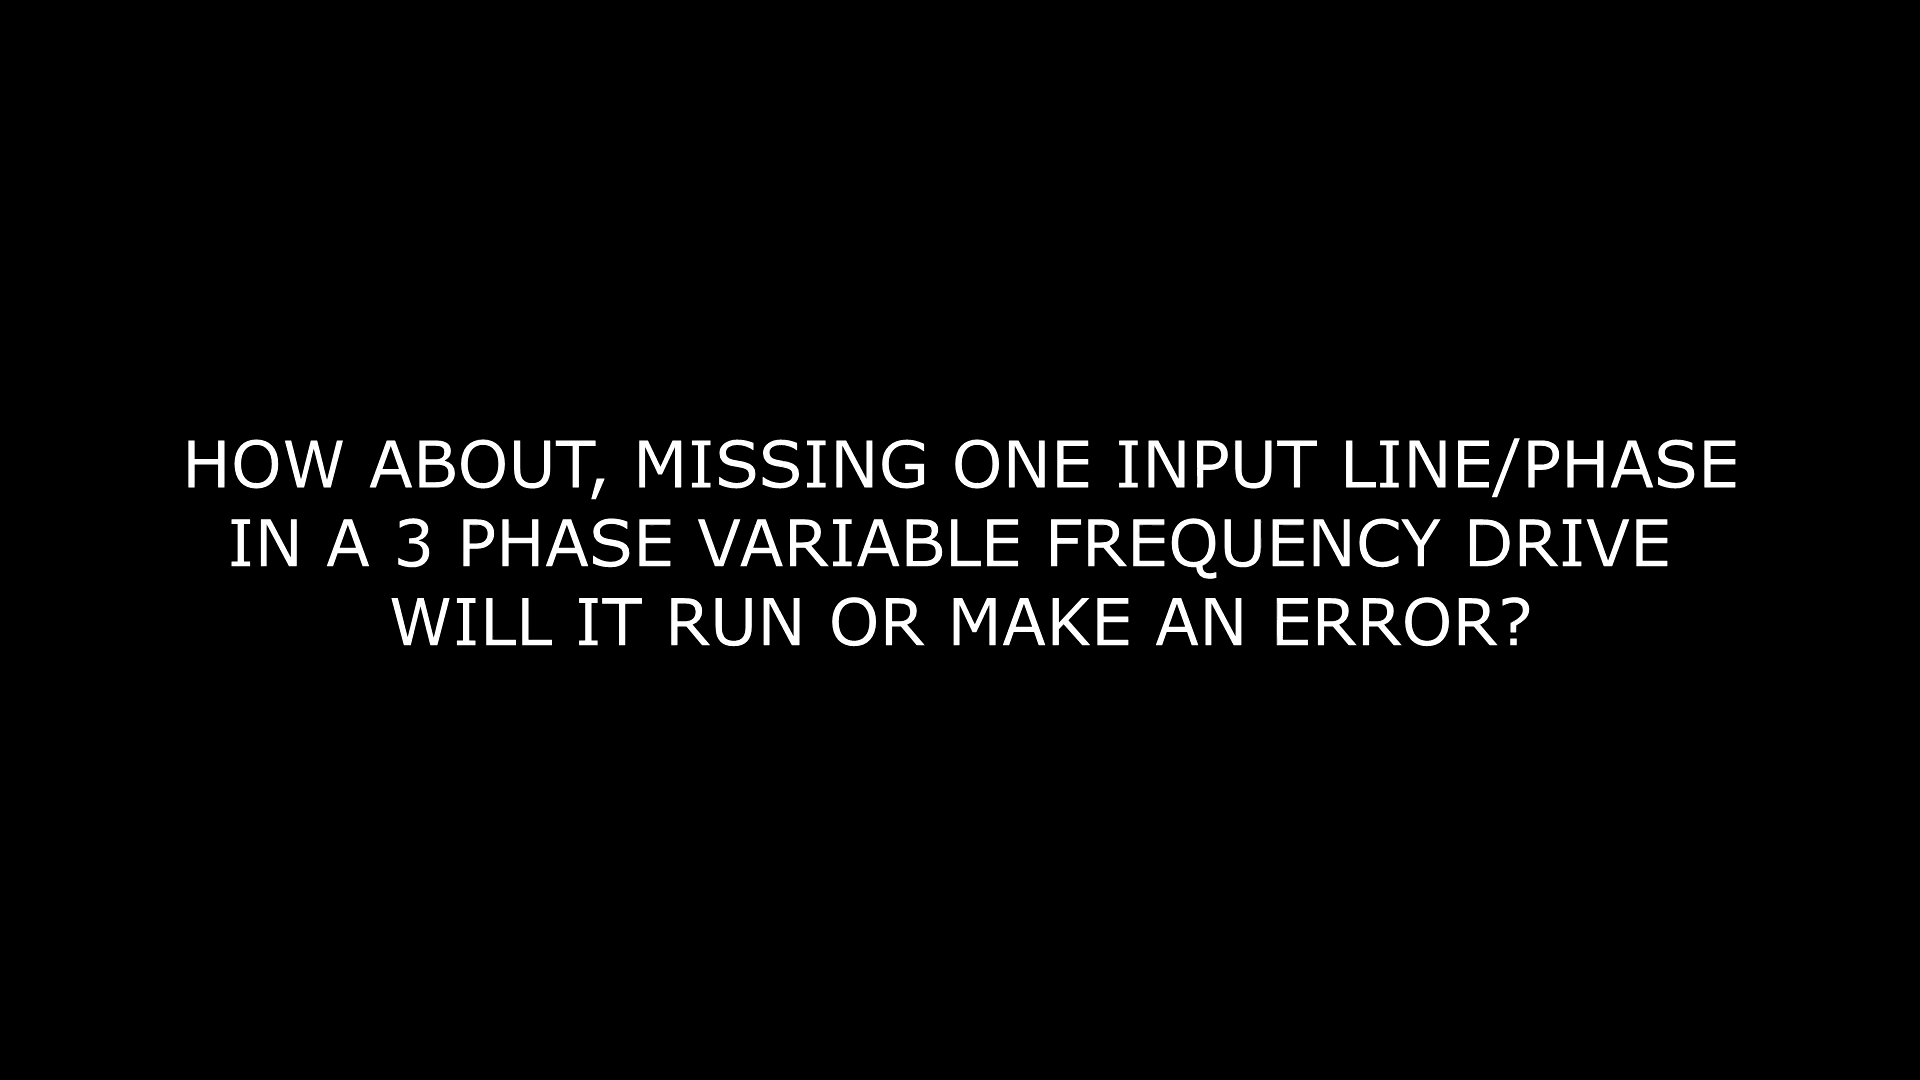 HOW ABOUT, MISSING ONE INPUT LINE/PHASE
IN A 3 PHASE VARIABLE FREQUENCY DRIVE
WILL IT RUN OR MAKE AN ERROR?